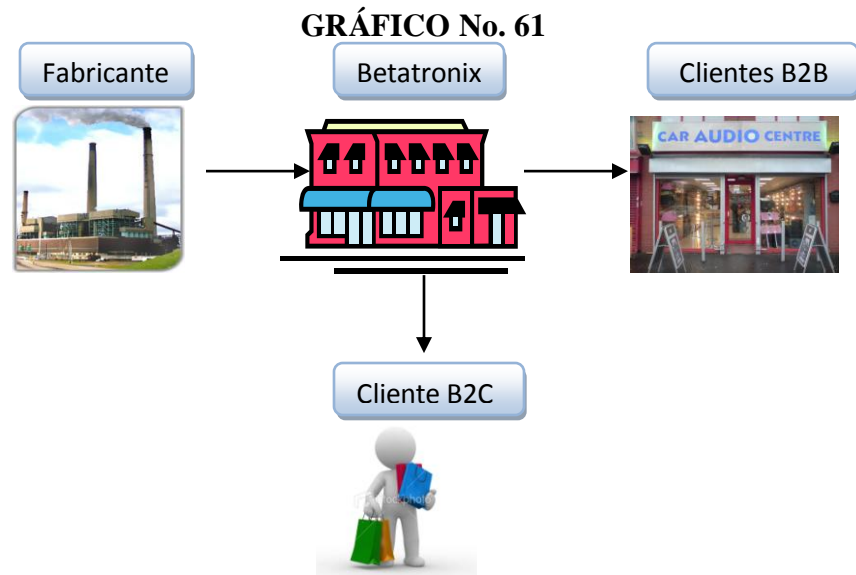 GRÁFICO No. 61
Fabricante
Betatronix
Clientes B2B
CAR AUDIO CENTRE
Cliente B2C